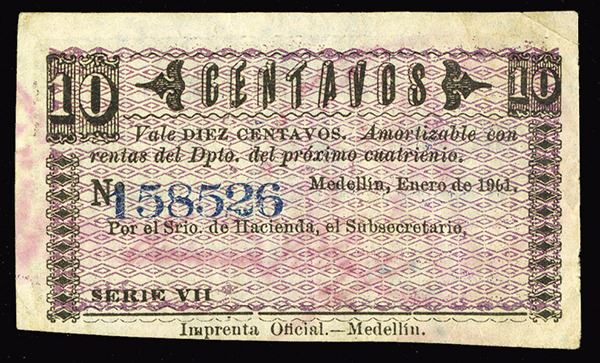 10 CENTAVOS 10
Vale DIEZ CENTAVOS. Amortizable con
rentas del Dpto. del próximo cuatrienio.
N 158526 Medellín, Enero de 1901.
Por el Srio. de Hacienda, el Subsecretario,
SERIE VII
Imprenta Oficial.—Medellín.